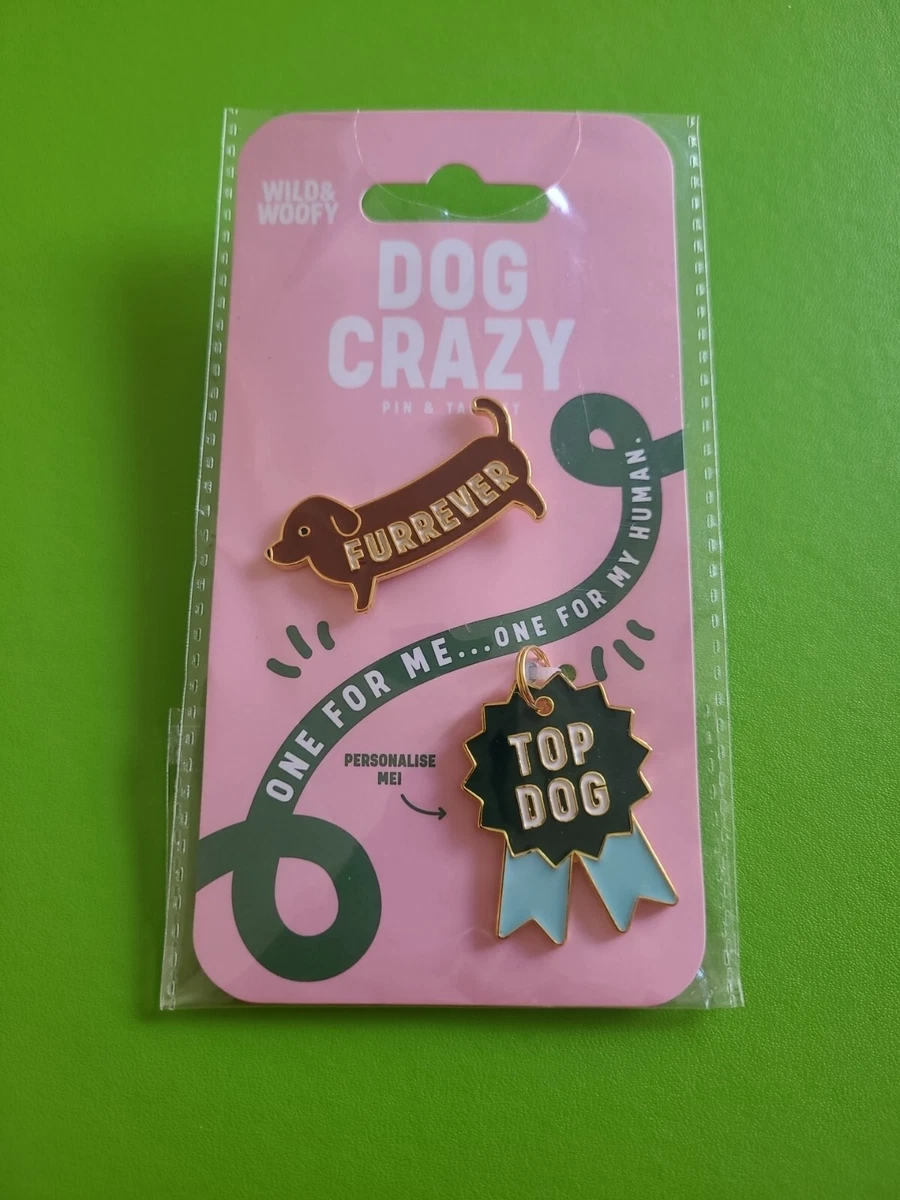 WILD&
WOOFY
DOG
CRAZY
PIN &
FURREVER
ONE FOR ME...ONE FOR MY HUMAN.
PERSONALISE
ME!
TOP
DOG